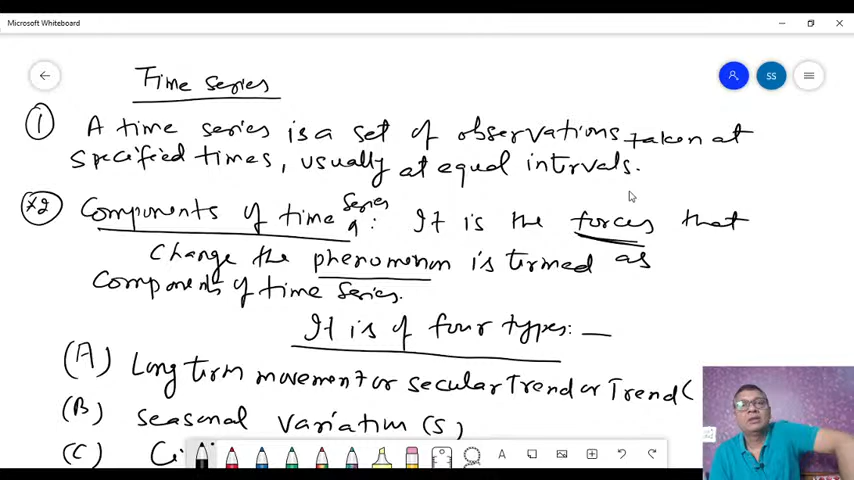 Microsoft Whiteboard
SS
Time series
1 A time series is a set of observations taken at
specified times, usually at equal intervals.
*2 Components of time series : It is the forces that
change the phenomenon is termed as
Components of time series.
It is of four types: —
(A) Long term movement or secular Trend or Trend (
(B) seasonal variation (S)
(C)
A